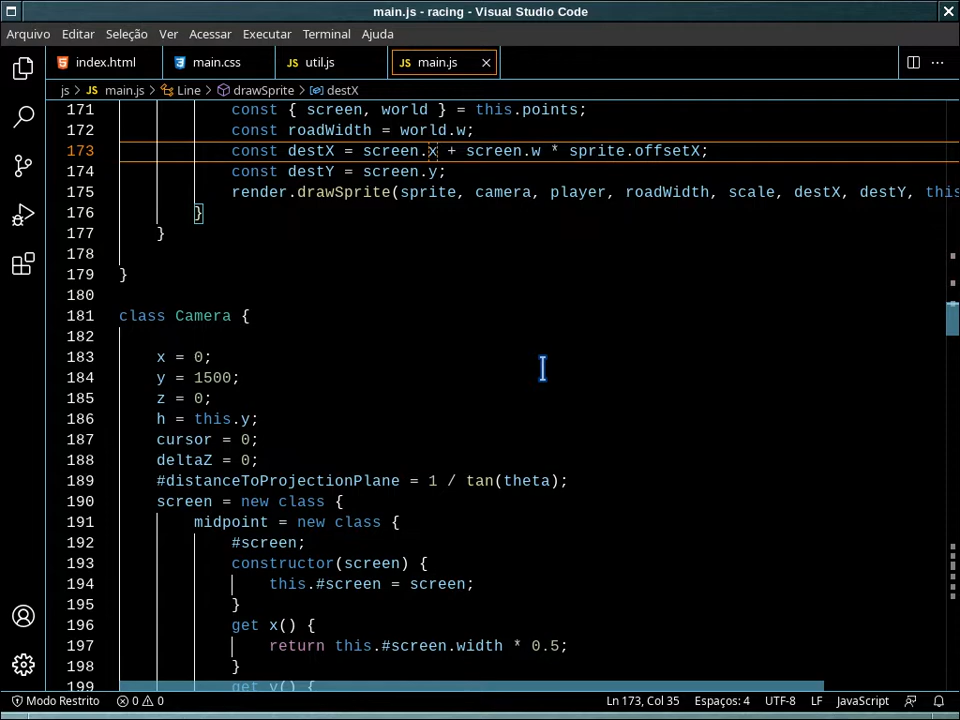 main.js - racing - Visual Studio Code
Arquivo Editar Seleção Ver Acessar Executar Terminal Ajuda
index.html main.css util.js main.js
js > main.js > Line > drawSprite > destX
171 const { screen, world } = this.points;
172 const roadWidth = world.w;
173 const destX = screen.x + screen.w * sprite.offsetX;
174 const destY = screen.y;
175 render.drawSprite(sprite, camera, player, roadWidth, scale, destX, destY, this
176 }
177 }
178
179 }
180
181 class Camera {
182
183 x = 0;
184 y = 1500;
185 z = 0;
186 h = this.y;
187 cursor = 0;
188 deltaZ = 0;
189 #distanceToProjectionPlane = 1 / tan(theta);
190 screen = new class {
191 midpoint = new class {
192 #screen;
193 constructor(screen) {
194 this.#screen = screen;
195 }
196 get x() {
197 return this.#screen.width * 0.5;
198 }
199 get y() {
Modo Restrito 0 0 Ln 173, Col 35 Espaços: 4 UTF-8 LF JavaScript